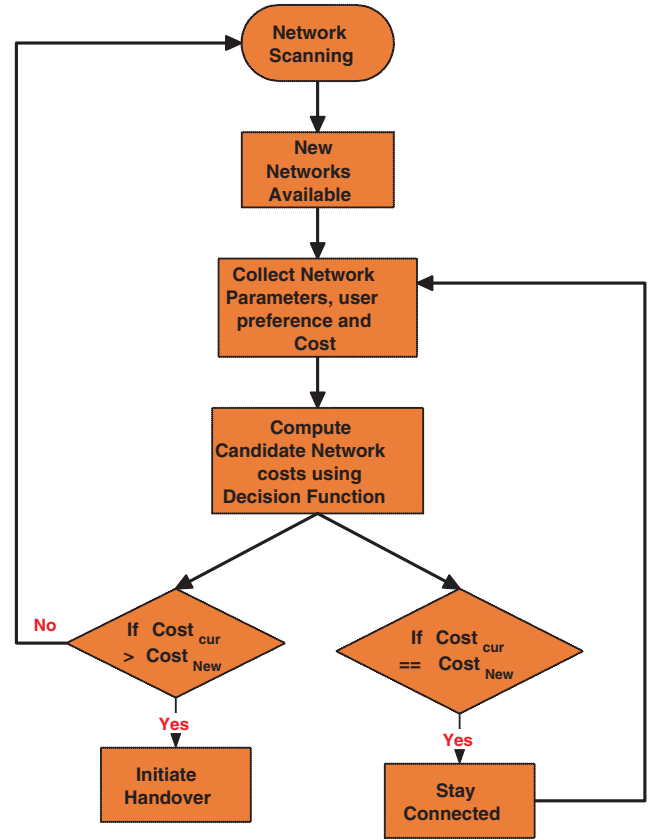 Network
Scanning
New
Networks
Available
Collect Network
Parameters, user
preference and
Cost
Compute
Candidate Network
costs using
Decision Function
No
If Cost cur
> Cost New
If Cost cur
== Cost New
Yes
Yes
Initiate
Handover
Stay
Connected